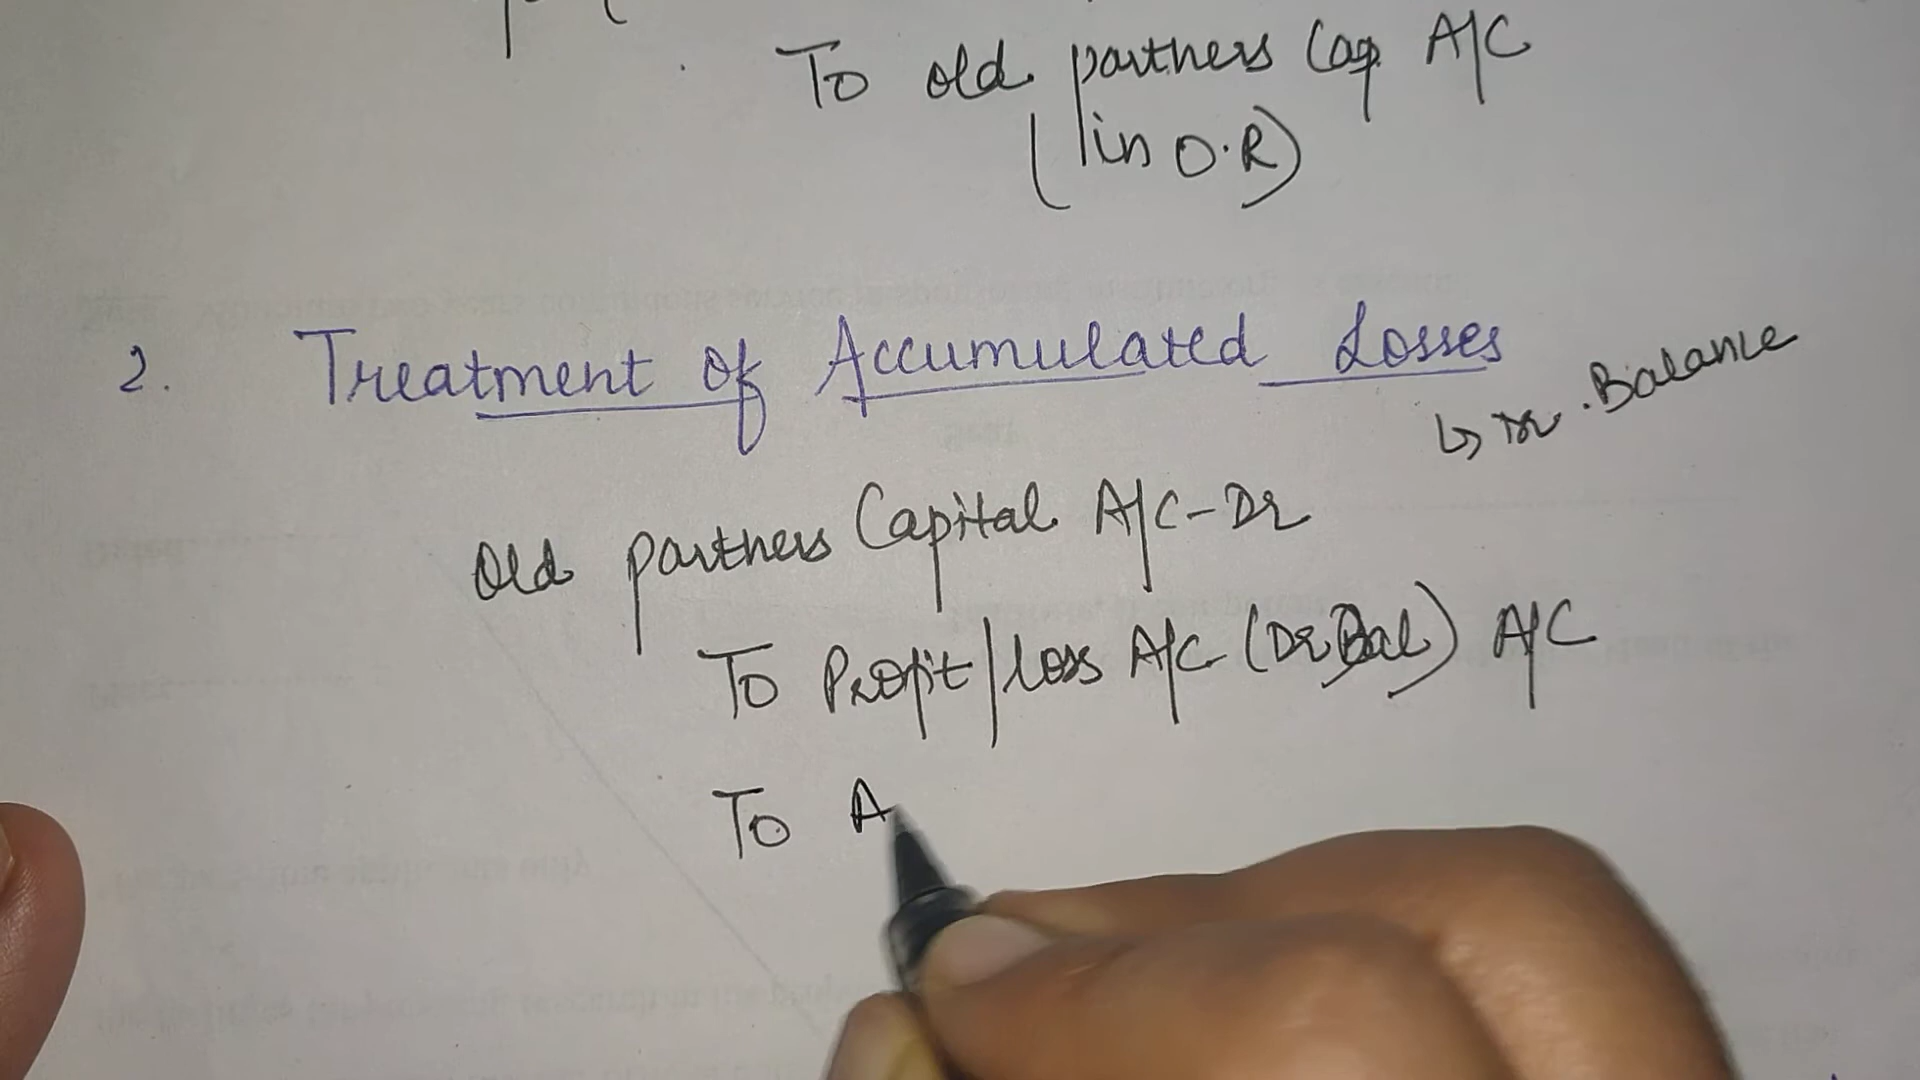 To old partners Cap A/C
(in O.R)
2. Treatment of Accumulated Losses
↳ Dr. Balance
Old partners Capital A/C - Dr
To Profit/loss A/C (Dr Bal) A/C
To A